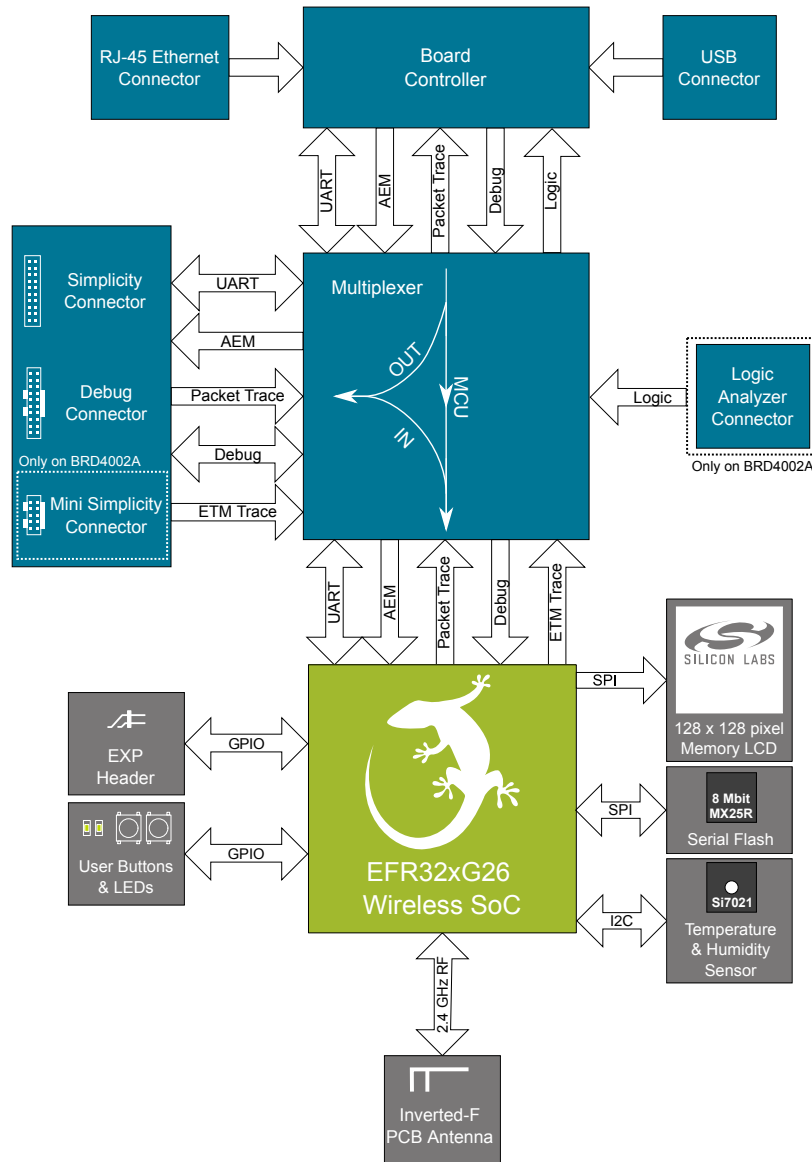 RJ-45 Ethernet
Connector
Board
Controller
USB
Connector
UART
AEM
Packet Trace
Debug
Logic
Simplicity
Connector
Debug
Connector
Only on BRD4002A
Mini Simplicity
Connector
UART
AEM
Packet Trace
Debug
ETM Trace
Multiplexer
OUT
MCU
IN
Logic
Logic
Analyzer
Connector
Only on BRD4002A
UART
AEM
Packet Trace
Debug
ETM Trace
EXP
Header
GPIO
User Buttons
& LEDs
GPIO
EFR32xG26
Wireless SoC
SPI
SILICON LABS
128 x 128 pixel
Memory LCD
SPI
8 Mbit
MX25R
Serial Flash
I2C
Si7021
Temperature
& Humidity
Sensor
2.4 GHz RF
Inverted-F
PCB Antenna